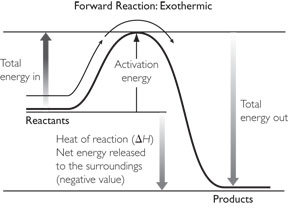 Forward Reaction: Exothermic
Total
energy in
Activation
energy
Total
energy out
Reactants
Heat of reaction (ΔH)
Net energy released
to the surroundings
(negative value)
Products